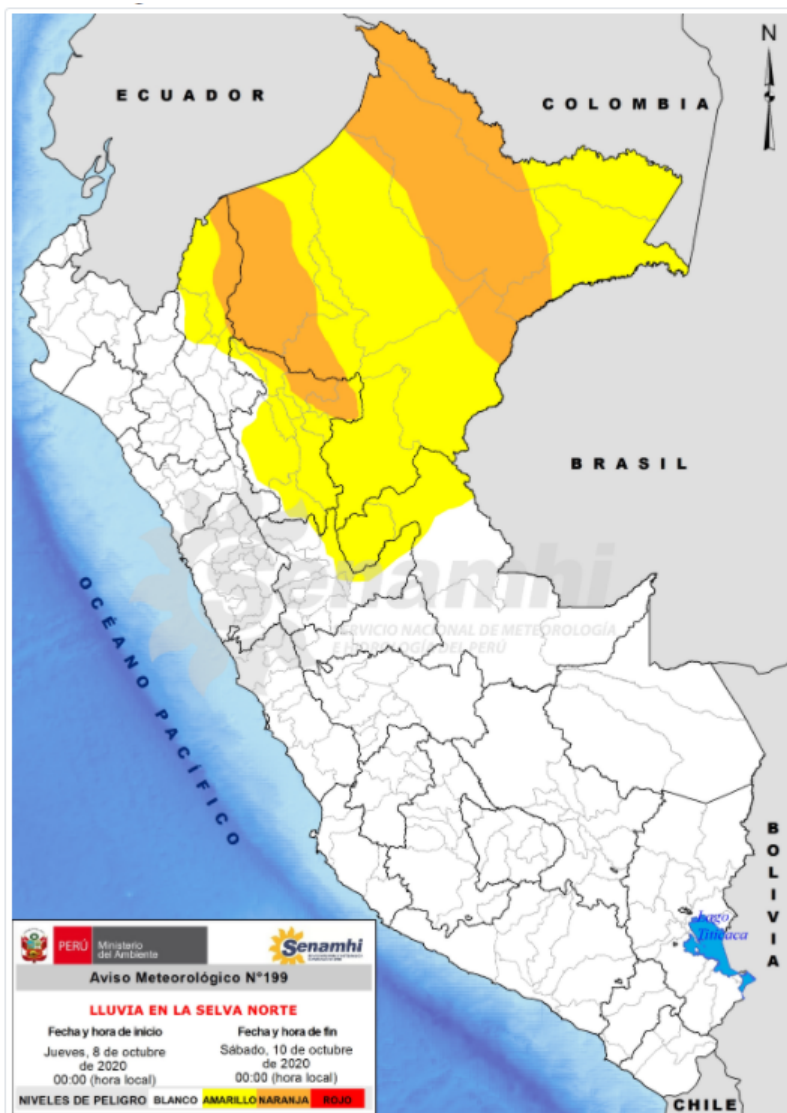 N
ECUADOR
COLOMBIA
BRASIL
Senamhi
SERVICIO NACIONAL DE METEOROLOGÍA
E HIDROLOGÍA DEL PERÚ
OCÉANO PACÍFICO
BOLIVIA
Lago
Titicaca
CHILE
PERÚ
Ministerio
del Ambiente
Senamhi
Aviso Meteorológico N°199
LLUVIA EN LA SELVA NORTE
Fecha y hora de inicio
Jueves, 8 de octubre
de 2020
00:00 (hora local)
Fecha y hora de fin
Sábado, 10 de octubre
de 2020
00:00 (hora local)
NIVELES DE PELIGRO BLANCO AMARILLO NARANJA ROJO